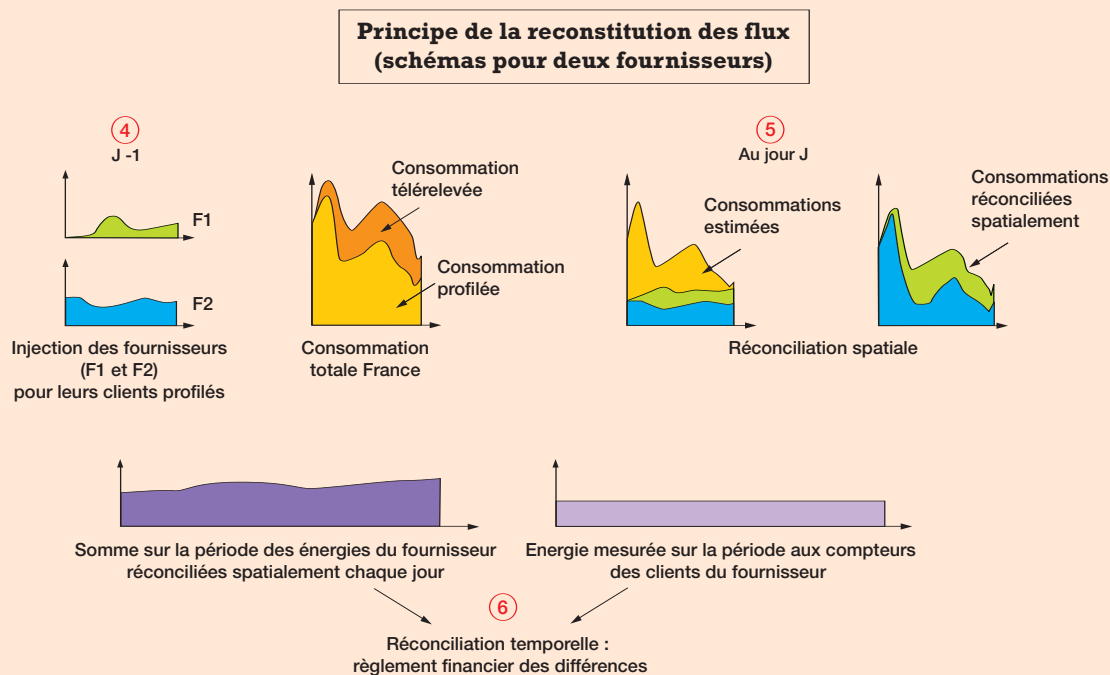 Principe de la reconstitution des flux
(schémas pour deux fournisseurs)
4
J -1
F1
F2
Injection des fournisseurs
(F1 et F2)
pour leurs clients profilés
Consommation
télérelevée
Consommation
profilée
Consommation
totale France
5
Au jour J
Consommations
estimées
Consommations
réconciliées
spatialement
Réconciliation spatiale
Somme sur la période des énergies du fournisseur
réconciliées spatialement chaque jour
Energie mesurée sur la période aux compteurs
des clients du fournisseur
6
Réconciliation temporelle :
règlement financier des différences